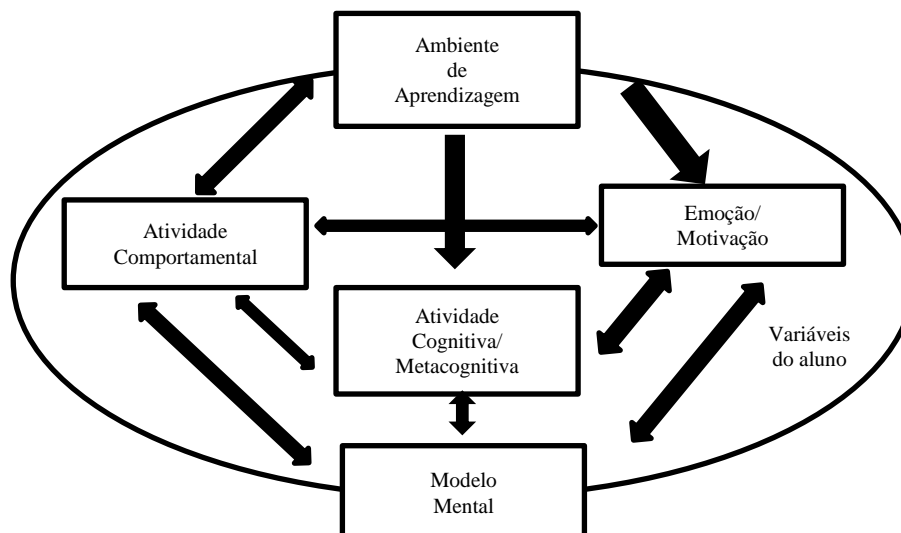 Ambiente
de
Aprendizagem
Atividade
Comportamental
Emoção/
Motivação
Atividade
Cognitiva/
Metacognitiva
Variáveis
do aluno
Modelo
Mental